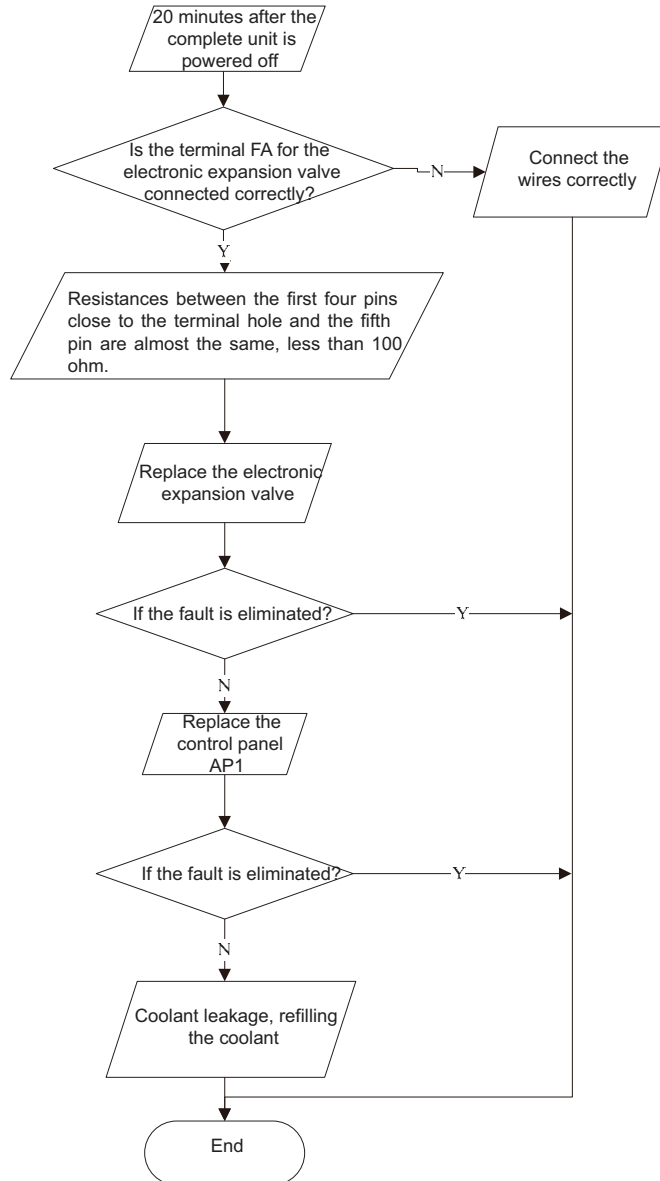 20 minutes after the
complete unit is
powered off
Is the terminal FA for the
electronic expansion valve
connected correctly?
N
Connect the
wires correctly
Y
Resistances between the first four pins
close to the terminal hole and the fifth
pin are almost the same, less than 100
ohm.
Replace the electronic
expansion valve
If the fault is eliminated?
Y
N
Replace the
control panel
AP1
If the fault is eliminated?
Y
N
Coolant leakage, refilling
the coolant
End